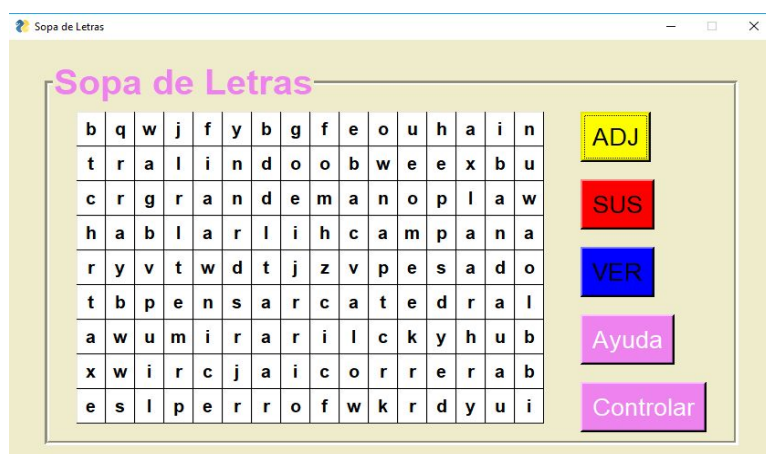 Sopa de Letras
Sopa de Letras
b q w j f y b g f e o u h a i n
t r a l i n d o o b w e e x b u
c r g r a n d e m a n o p l a w
h a b l a r l i h c a m p a n a
r y v t w d t j z v p e s a d o
t b p e n s a r c a t e d r a l
a w u m i r a r i l c k y h u b
x w i r c j a i c o r r e r a b
e s l p e r r o f w k r d y u i
ADJ
SUS
VER
Ayuda
Controlar